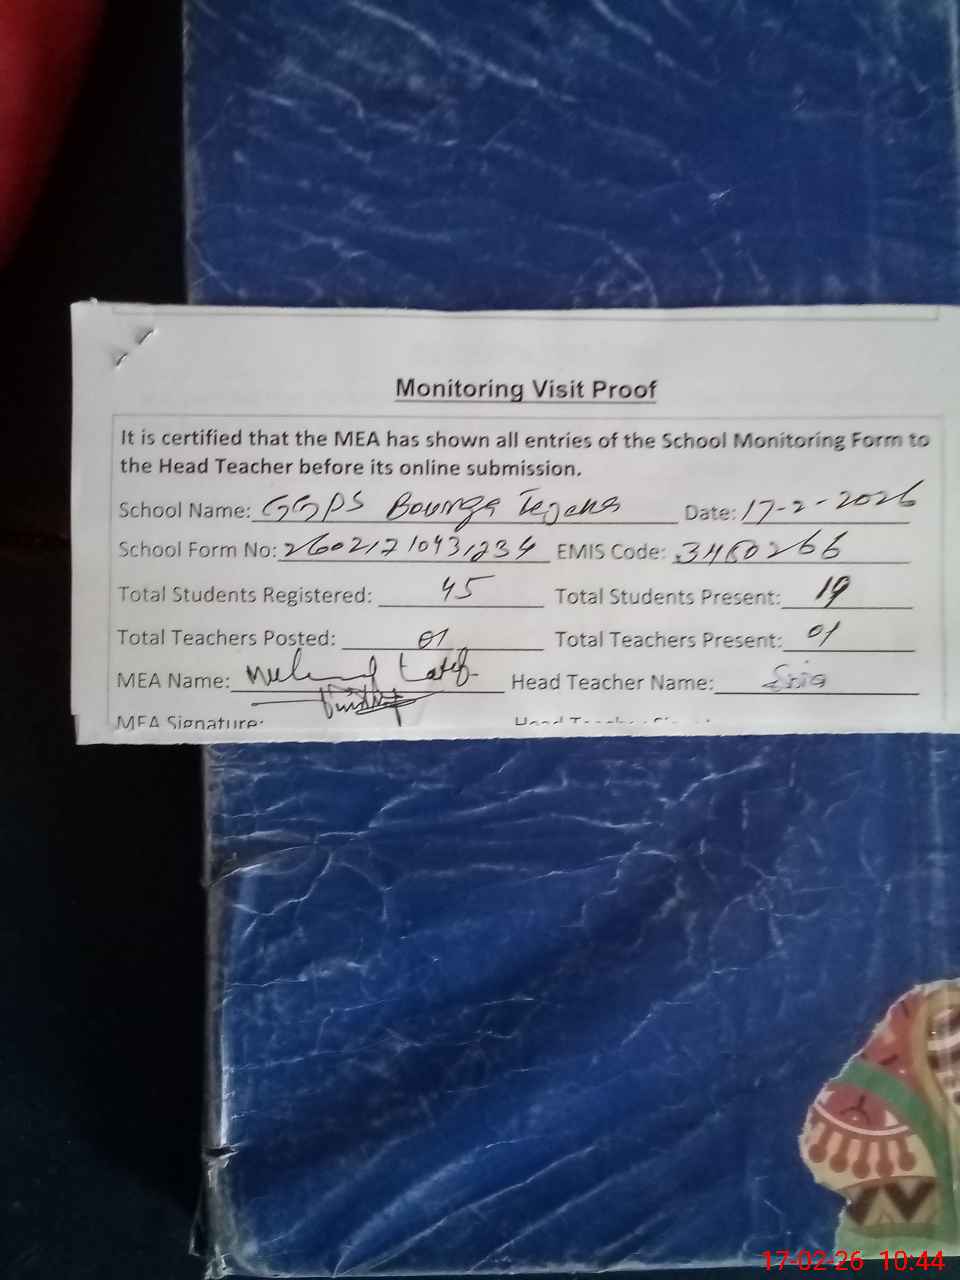 Monitoring Visit Proof
It is certified that the MEA has shown all entries of the School Monitoring Form to
the Head Teacher before its online submission.
School Name: GGPS Date: 17-2-2026
School Form No: EMIS Code:
Total Students Registered: 45 Total Students Present: 19
Total Teachers Posted: 01 Total Teachers Present: 01
MEA Name: Head Teacher Name:
MEA Signature:
17-02-26 10:44